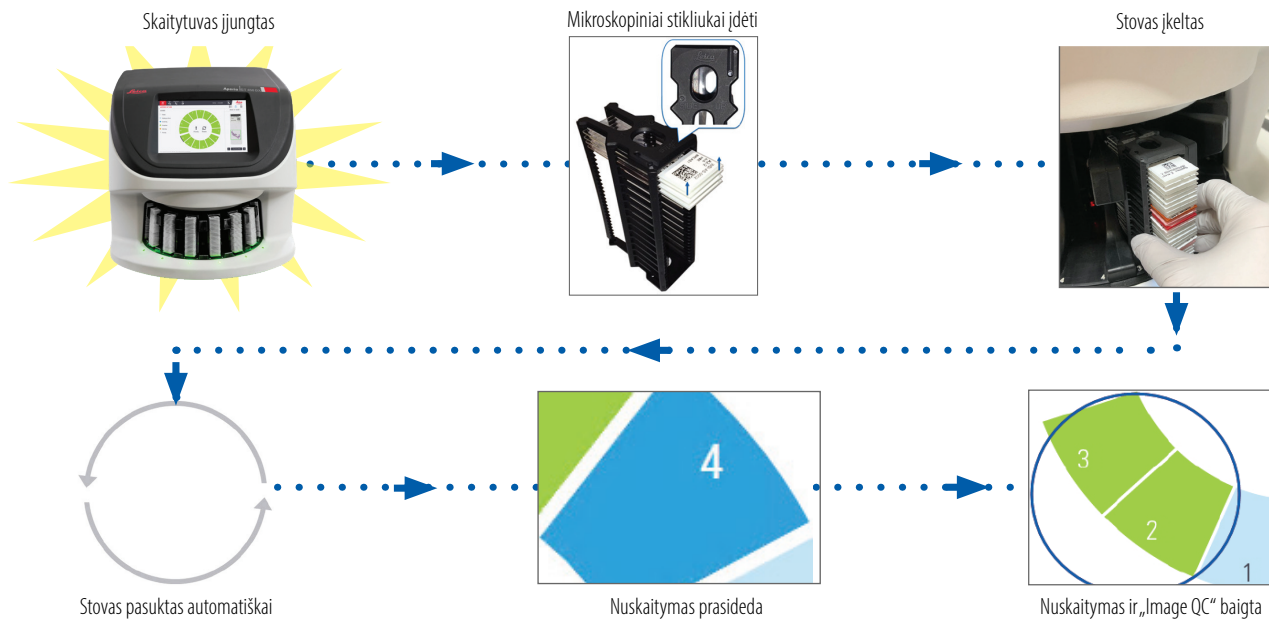 Skaitytuvas įjungtas
Mikroskopiniai stikliukai įdėti
Stovas įkeltas
4
3
2
1
Stovas pasuktas automatiškai
Nuskaitymas prasideda
Nuskaitymas ir „Image QC“ baigta